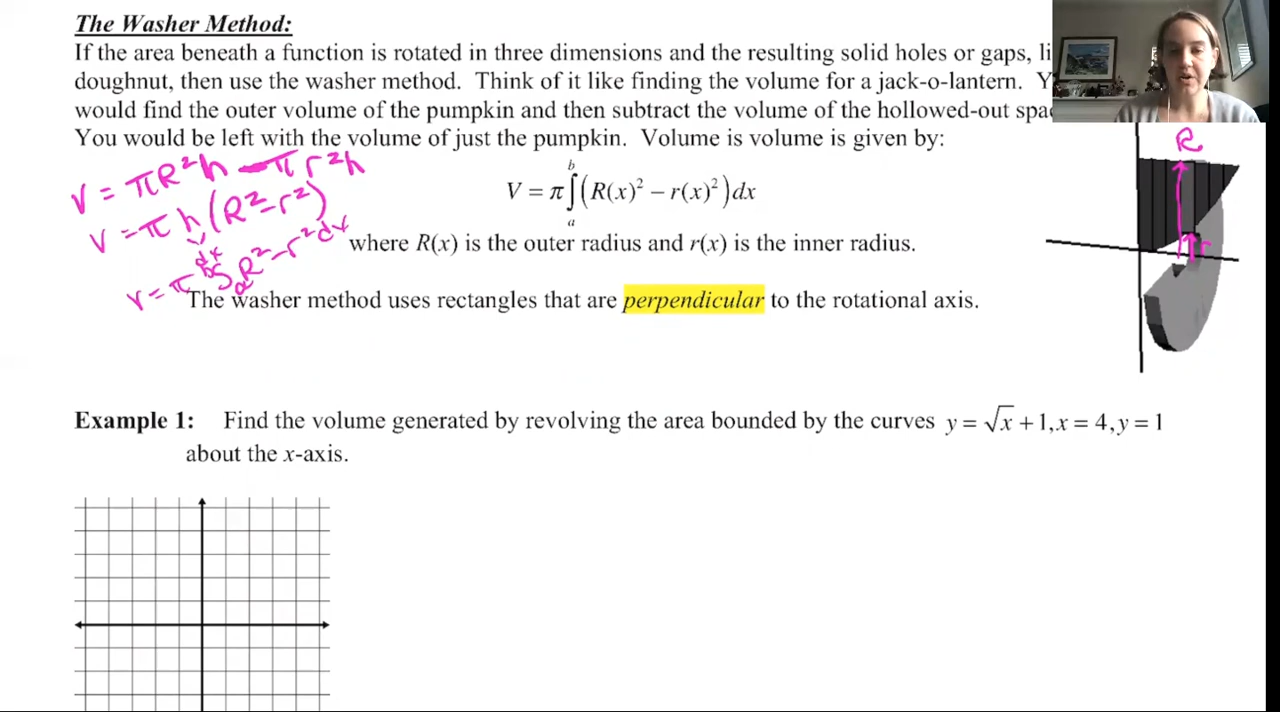 The Washer Method:
If the area beneath a function is rotated in three dimensions and the resulting solid holes or gaps, li
doughnut, then use the washer method. Think of it like finding the volume for a jack-o-lantern. Y
would find the outer volume of the pumpkin and then subtract the volume of the hollowed-out spa
You would be left with the volume of just the pumpkin. Volume is volume is given by:
V = πR²h - πr²h
V = πh(R²-r²)
dx
V = π∫ₐᵇR²-r²dx
V = π∫ₐᵇ(R(x)² − r(x)²)dx
R
r
where R(x) is the outer radius and r(x) is the inner radius.
The washer method uses rectangles that are perpendicular to the rotational axis.
Example 1: Find the volume generated by revolving the area bounded by the curves y = √x + 1, x = 4, y = 1
about the x-axis.